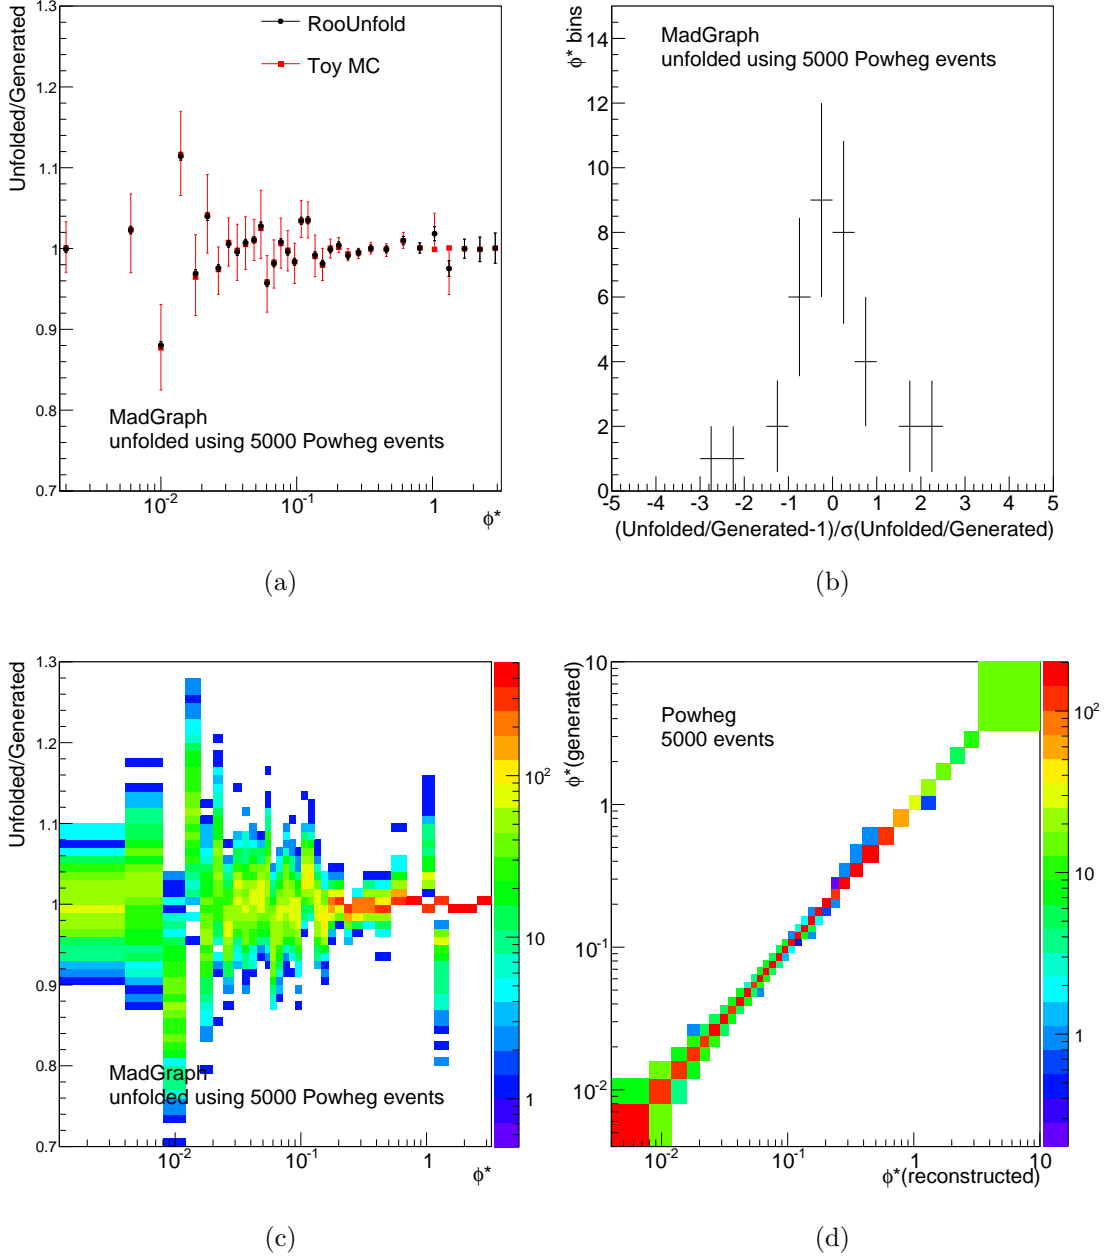 Unfolded/Generated
1.3
1.2
1.1
1
0.9
0.8
0.7
RooUnfold
Toy MC
MadGraph
unfolded using 5000 Powheg events
10⁻² 10⁻¹ 1
ϕ*
(a)
ϕ* bins
14
12
10
8
6
4
2
0
MadGraph
unfolded using 5000 Powheg events
-5 -4 -3 -2 -1 0 1 2 3 4 5
(Unfolded/Generated-1)/σ(Unfolded/Generated)
(b)
Unfolded/Generated
1.3
1.2
1.1
1
0.9
0.8
0.7
MadGraph
unfolded using 5000 Powheg events
10⁻² 10⁻¹ 1
ϕ*
10²
10
1
(c)
ϕ*(generated)
10
1
10⁻¹
10⁻²
Powheg
5000 events
10⁻² 10⁻¹ 1 10
ϕ*(reconstructed)
10²
10
1
(d)